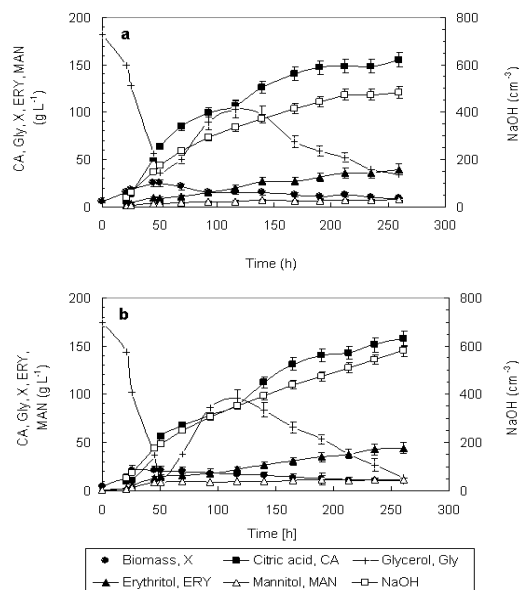 a
200
150
100
50
0
800
600
400
200
0
CA, Gly, X, ERY, MAN
(g L-1)
NaOH (cm-3)
0 50 100 150 200 250 300
Time (h)
b
200
150
100
50
0
800
600
400
200
0
CA, Gly, X, ERY,
MAN (g L-1)
NaOH (cm-3)
0 50 100 150 200 250 300
Time [h]
Biomass, X Citric acid, CA Glycerol, Gly
Erythritol, ERY Mannitol, MAN NaOH